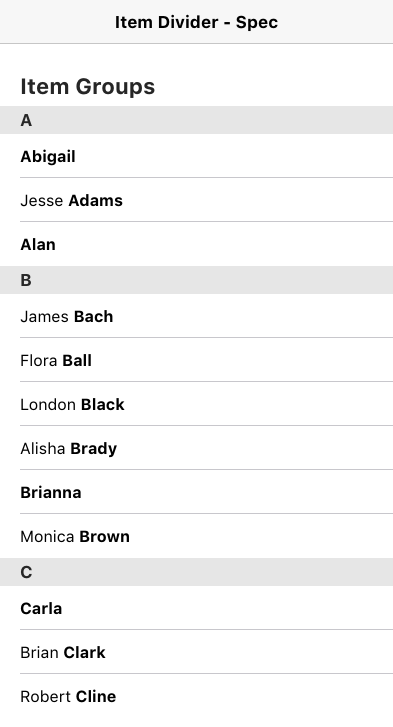 Item Divider - Spec
Item Groups
A
Abigail
Jesse Adams
Alan
B
James Bach
Flora Ball
London Black
Alisha Brady
Brianna
Monica Brown
C
Carla
Brian Clark
Robert Cline